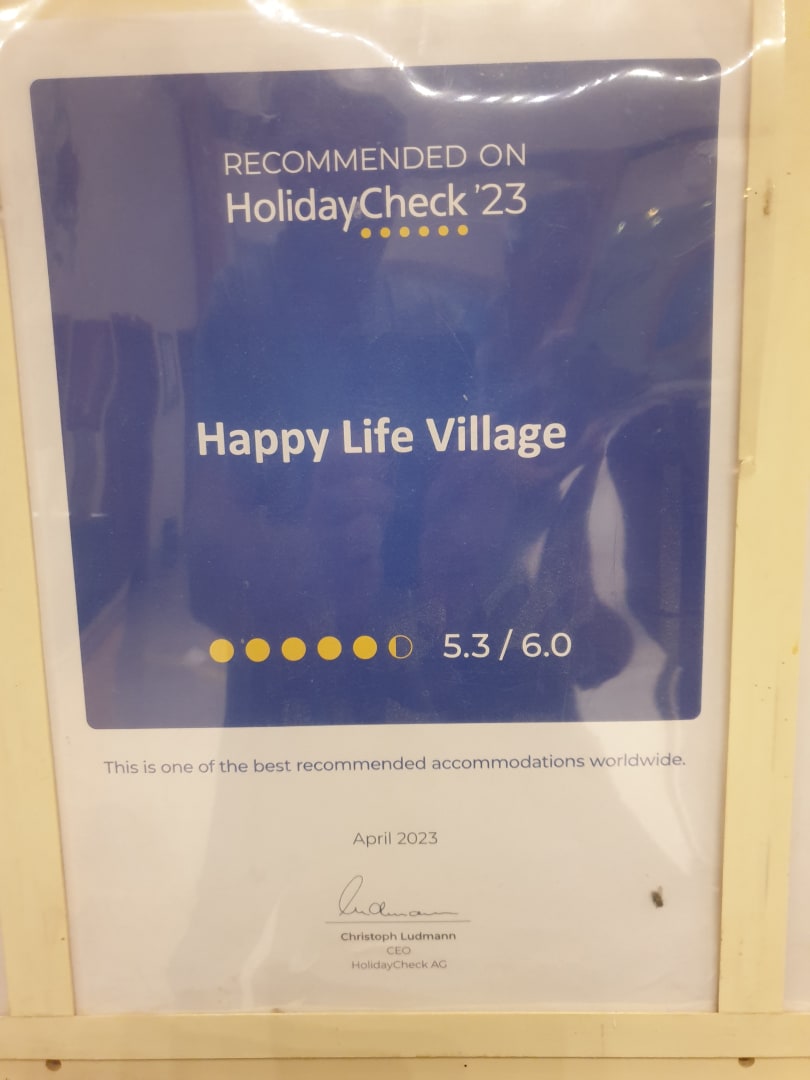 RECOMMENDED ON
HolidayCheck '23
Happy Life Village
5.3 / 6.0
This is one of the best recommended accommodations worldwide.
April 2023
Ludmann
Christoph Ludmann
CEO
HolidayCheck AG